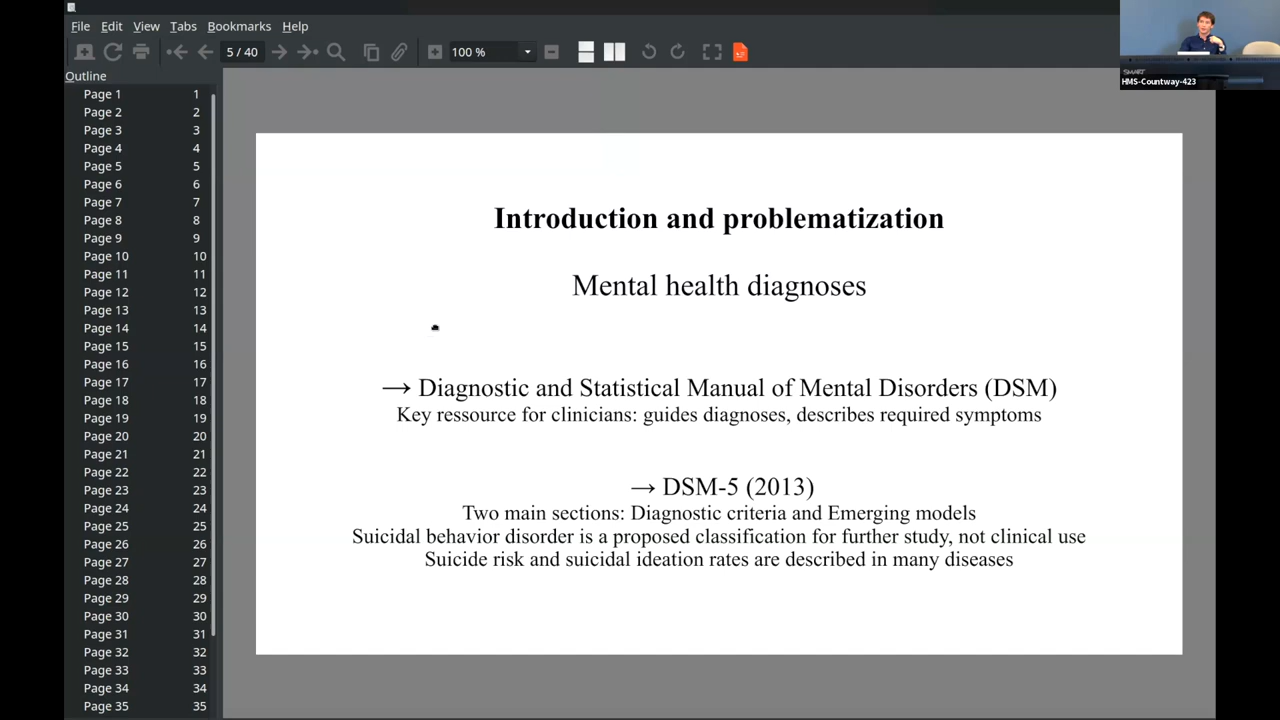 File Edit View Tabs Bookmarks Help
5 / 40
100 %
SMART
HMS-Countway-423
Outline
Page 1 1
Page 2 2
Page 3 3
Page 4 4
Page 5 5
Page 6 6
Page 7 7
Page 8 8
Page 9 9
Page 10 10
Page 11 11
Page 12 12
Page 13 13
Page 14 14
Page 15 15
Page 16 16
Page 17 17
Page 18 18
Page 19 19
Page 20 20
Page 21 21
Page 22 22
Page 23 23
Page 24 24
Page 25 25
Page 26 26
Page 27 27
Page 28 28
Page 29 29
Page 30 30
Page 31 31
Page 32 32
Page 33 33
Page 34 34
Page 35 35
Introduction and problematization
Mental health diagnoses
→ Diagnostic and Statistical Manual of Mental Disorders (DSM)
Key ressource for clinicians: guides diagnoses, describes required symptoms
→ DSM-5 (2013)
Two main sections: Diagnostic criteria and Emerging models
Suicidal behavior disorder is a proposed classification for further study, not clinical use
Suicide risk and suicidal ideation rates are described in many diseases